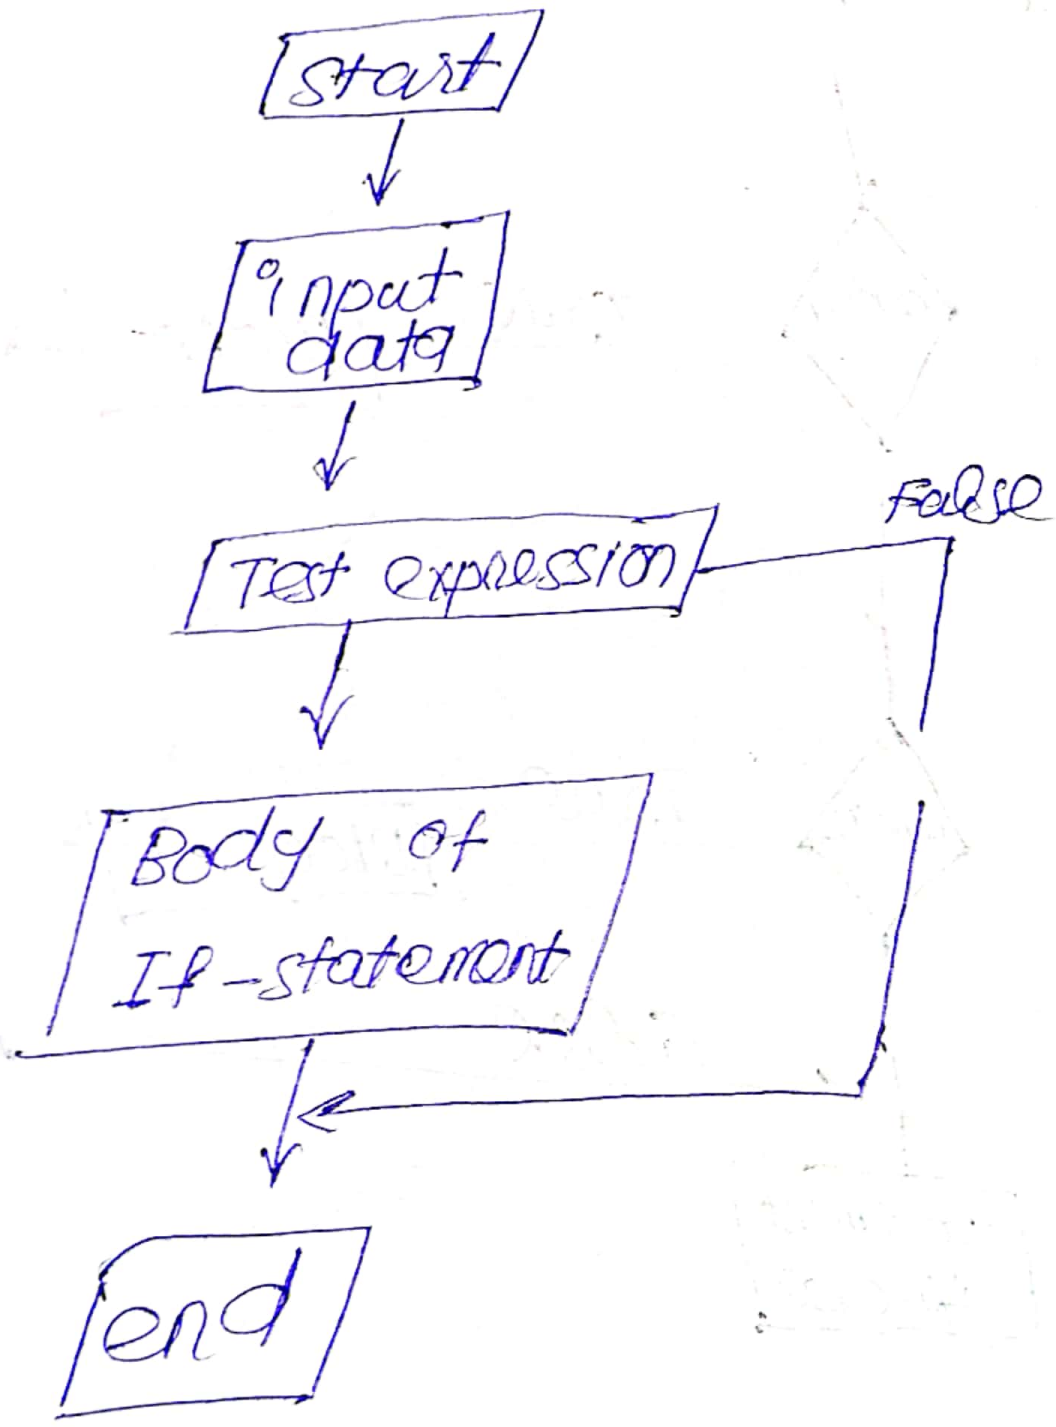 start
input
data
False
Test expression
Body of
If-statement
end